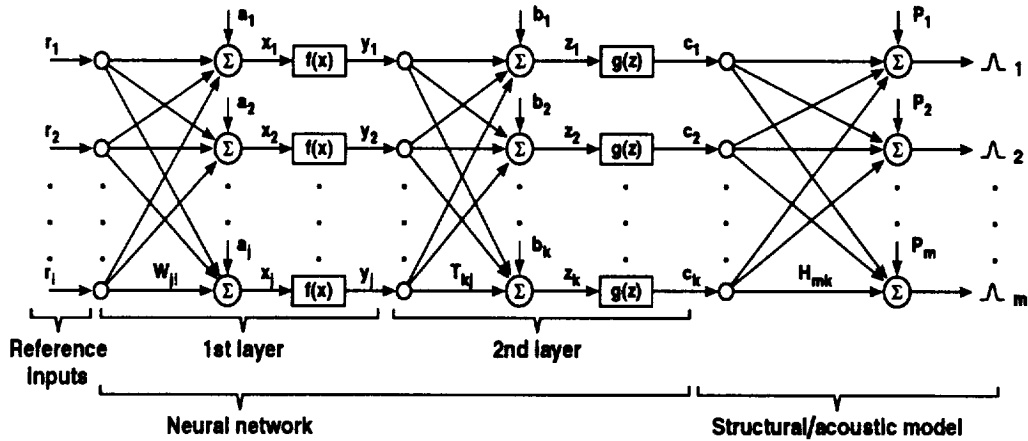 a1 b1 P1
r1 x1 f(x) y1 z1 g(z) c1 1
Σ Σ Σ
a2 b2 P2
r2 x2 f(x) y2 z2 g(z) c2 2
Σ Σ Σ
aj bk Pm
ri Wji xj f(x) yj Tkj zk g(z) ck Hmk m
Σ Σ Σ
Reference
inputs
1st layer
2nd layer
Neural network
Structural/acoustic model